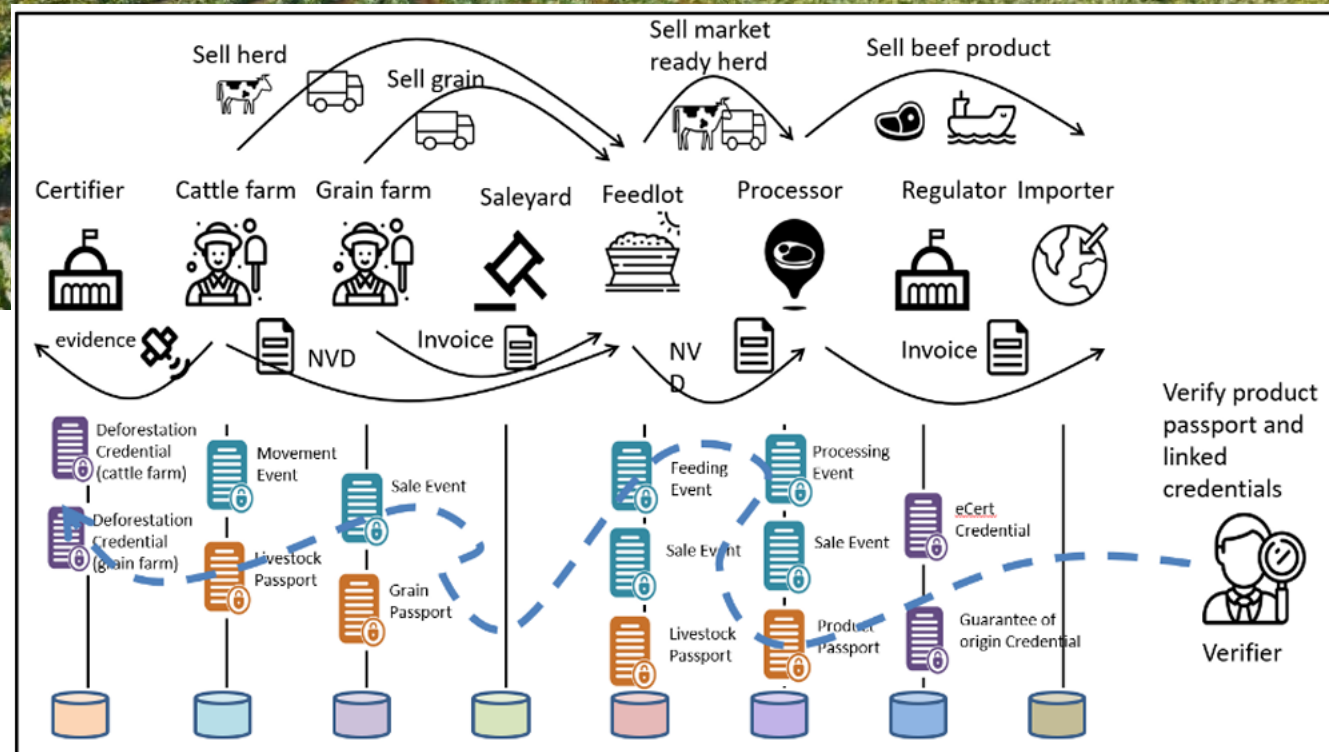 Sell herd
Sell grain
Sell market
ready herd
Sell beef product
Certifier
Cattle farm
Grain farm
Saleyard
Feedlot
Processor
Regulator
Importer
evidence
NVD
Invoice
NV
D
Invoice
Verify product
passport and
linked
credentials
Verifier
Deforestation
Credential
(cattle farm)
Deforestation
Credential
(grain farm)
Movement
Event
Livestock
Passport
Sale Event
Grain
Passport
Feeding
Event
Sale Event
Livestock
Passport
Processing
Event
Sale Event
Product
Passport
eCert
Credential
Guarantee of
origin Credential